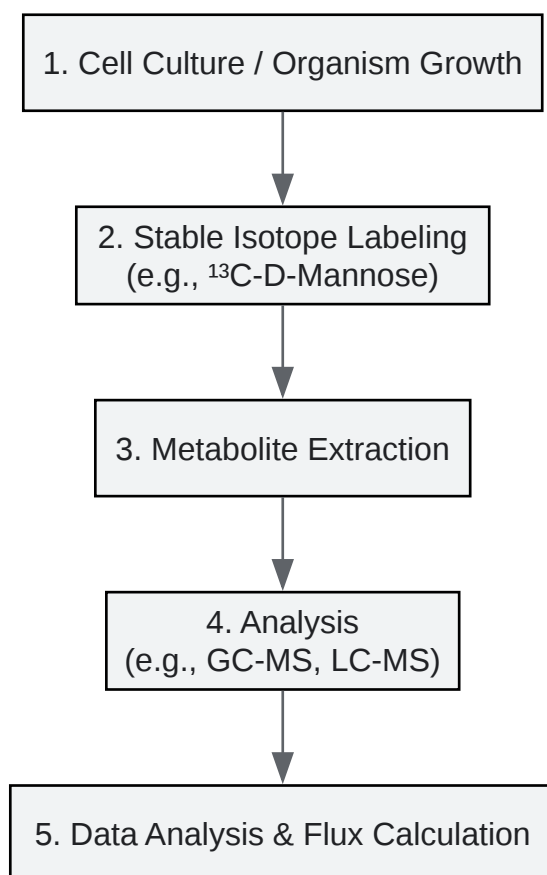 1. Cell Culture / Organism Growth
2. Stable Isotope Labeling
(e.g., ¹³C-D-Mannose)
3. Metabolite Extraction
4. Analysis
(e.g., GC-MS, LC-MS)
5. Data Analysis & Flux Calculation